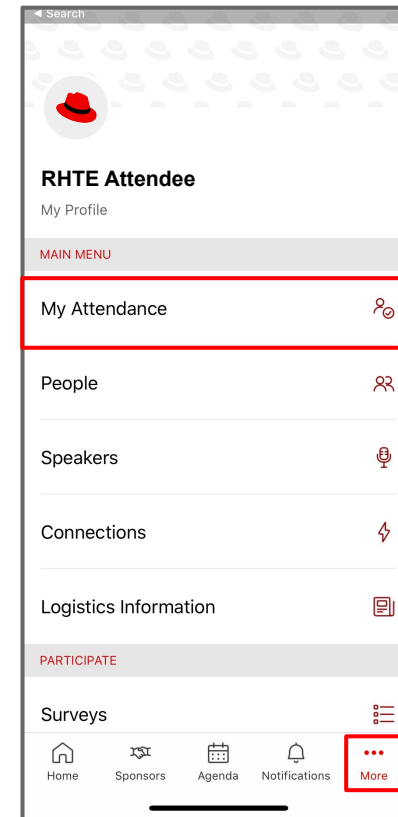 ◀ Search
RHTE Attendee
My Profile
MAIN MENU
My Attendance
People
Speakers
Connections
Logistics Information
PARTICIPATE
Surveys
Home Sponsors Agenda Notifications More